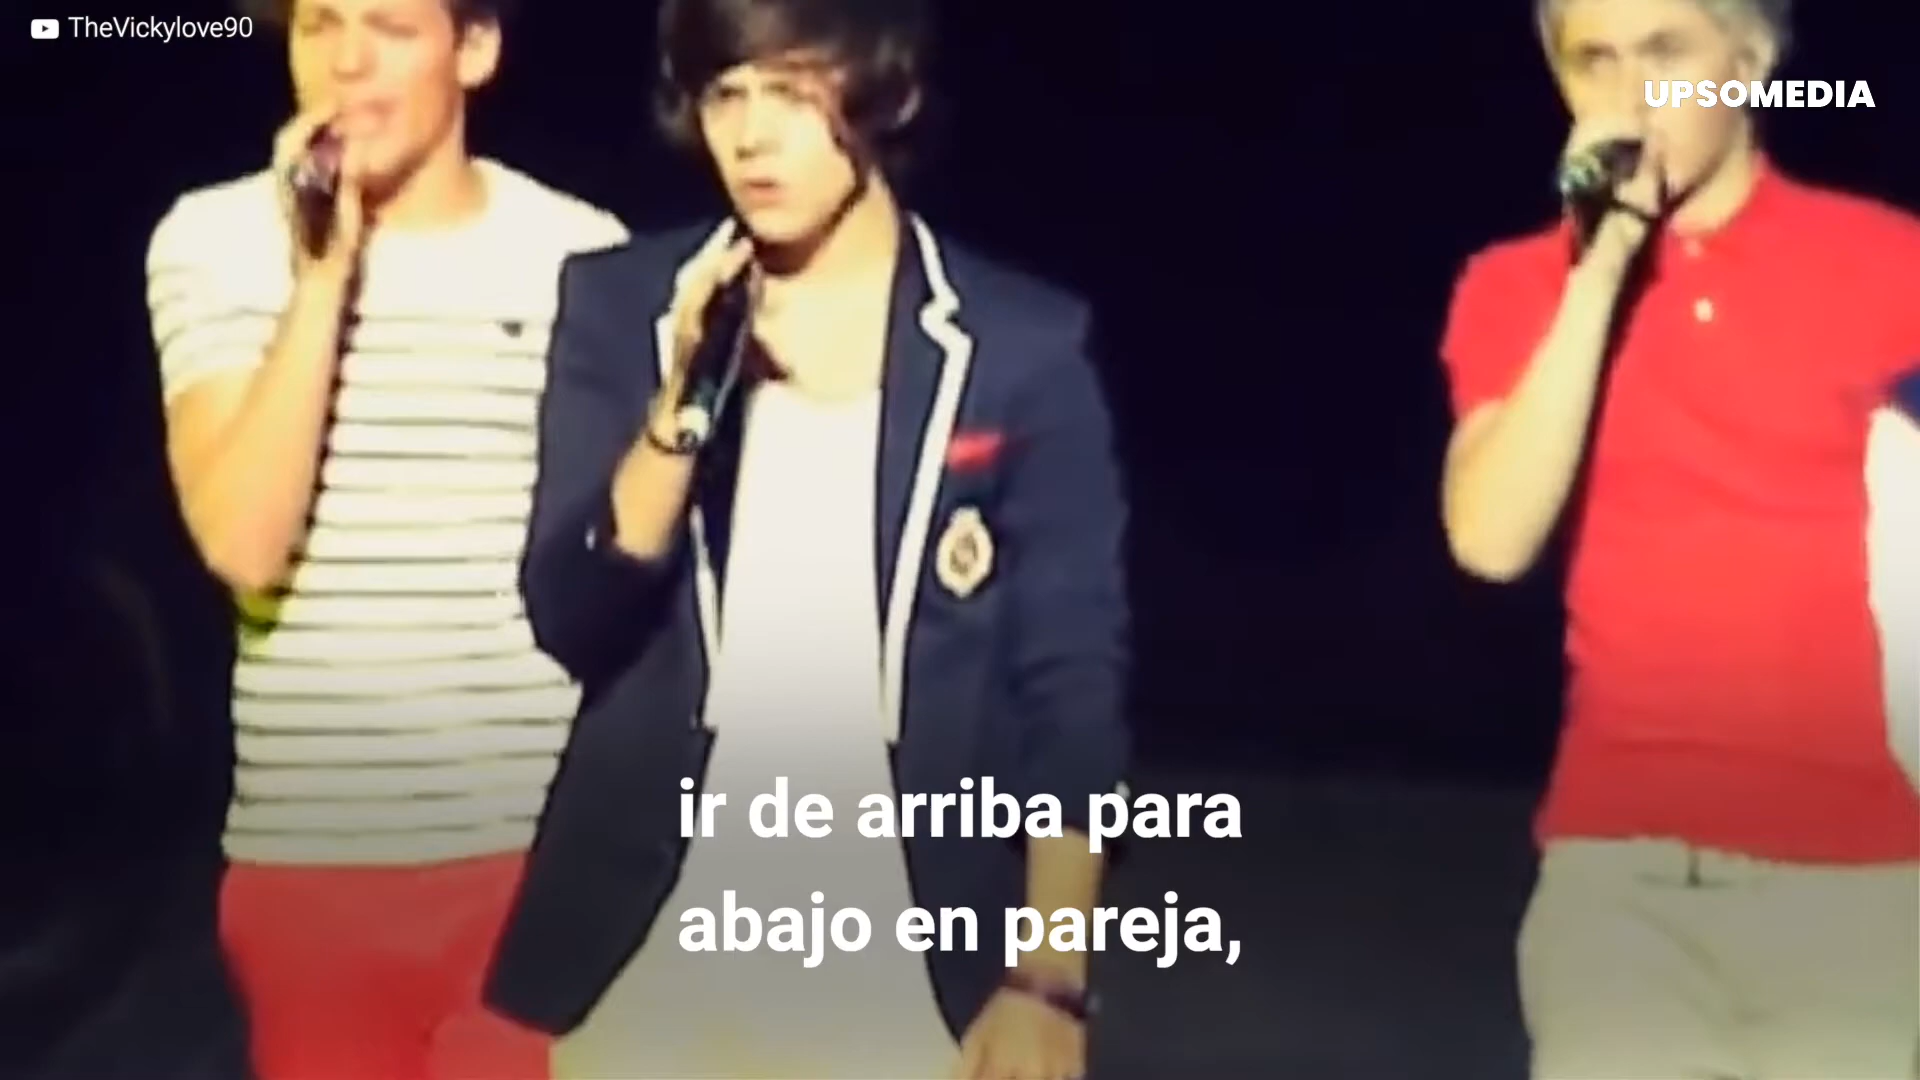 TheVickylove90
UPSOMEDIA
ir de arriba para
abajo en pareja,